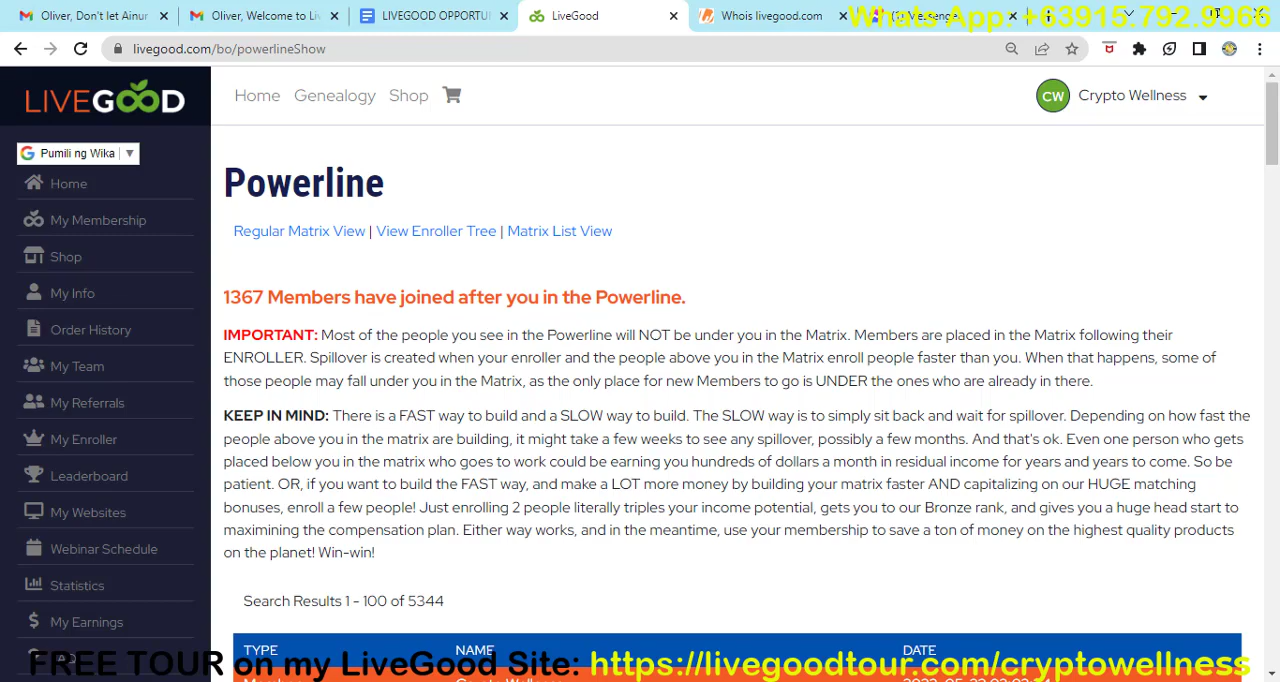 Oliver, Don't let Ainur
Oliver, Welcome to Li
LIVEGOOD OPPORTU
LiveGood
Whois livegood.com
Whats App: +63915.792.9966
livegood.com/bo/powerlineShow
LIVEGOOD
Home Genealogy Shop
CW Crypto Wellness
Pumili ng Wika
Home
My Membership
Shop
My Info
Order History
My Team
My Referrals
My Enroller
Leaderboard
My Websites
Webinar Schedule
Statistics
My Earnings
Powerline
Regular Matrix View | View Enroller Tree | Matrix List View
1367 Members have joined after you in the Powerline.
IMPORTANT: Most of the people you see in the Powerline will NOT be under you in the Matrix. Members are placed in the Matrix following their
ENROLLER. Spillover is created when your enroller and the people above you in the Matrix enroll people faster than you. When that happens, some of
those people may fall under you in the Matrix, as the only place for new Members to go is UNDER the ones who are already in there.
KEEP IN MIND: There is a FAST way to build and a SLOW way to build. The SLOW way is to simply sit back and wait for spillover. Depending on how fast the
people above you in the matrix are building, it might take a few weeks to see any spillover, possibly a few months. And that's ok. Even one person who gets
placed below you in the matrix who goes to work could be earning you hundreds of dollars a month in residual income for years and years to come. So be
patient. OR, if you want to build the FAST way, and make a LOT more money by building your matrix faster AND capitalizing on our HUGE matching
bonuses, enroll a few people! Just enrolling 2 people literally triples your income potential, gets you to our Bronze rank, and gives you a huge head start to
maximining the compensation plan. Either way works, and in the meantime, use your membership to save a ton of money on the highest quality products
on the planet! Win-win!
Search Results 1 - 100 of 5344
TYPE NAME DATE
FREE TOUR on my LiveGood Site: https://livegoodtour.com/cryptowellness